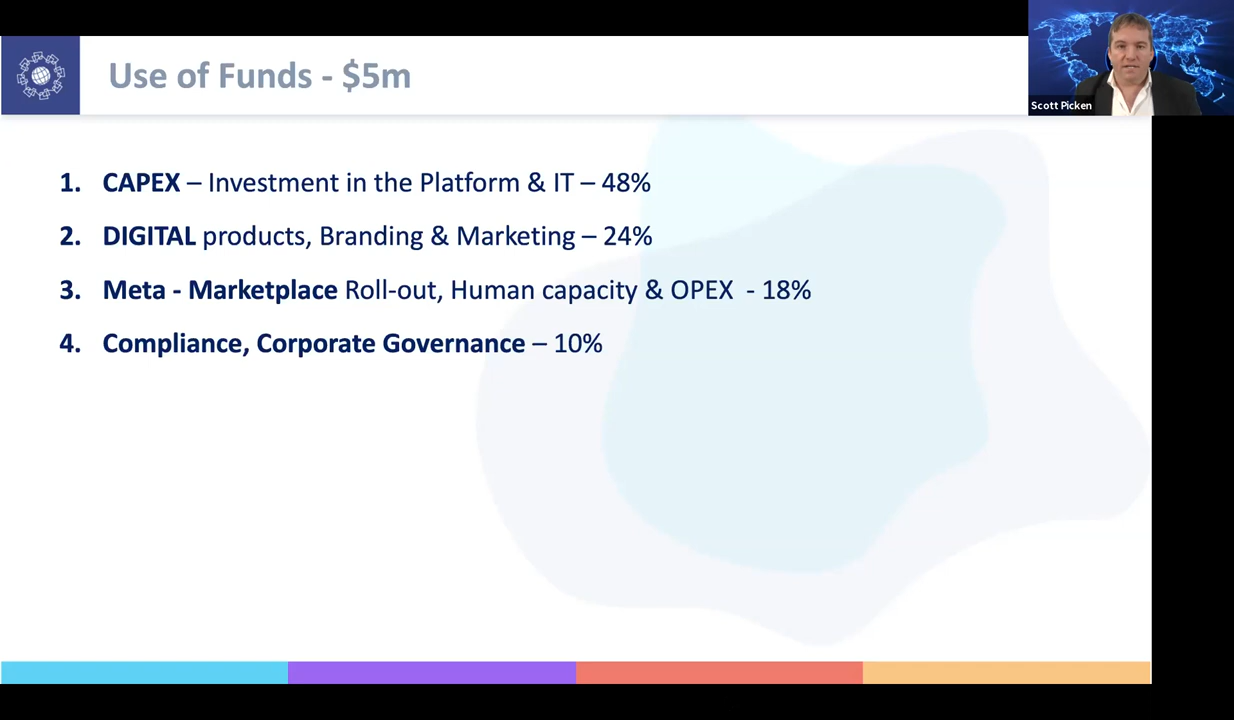 Use of Funds - $5m
Scott Picken
1. CAPEX – Investment in the Platform & IT – 48%
2. DIGITAL products, Branding & Marketing – 24%
3. Meta - Marketplace Roll-out, Human capacity & OPEX - 18%
4. Compliance, Corporate Governance – 10%